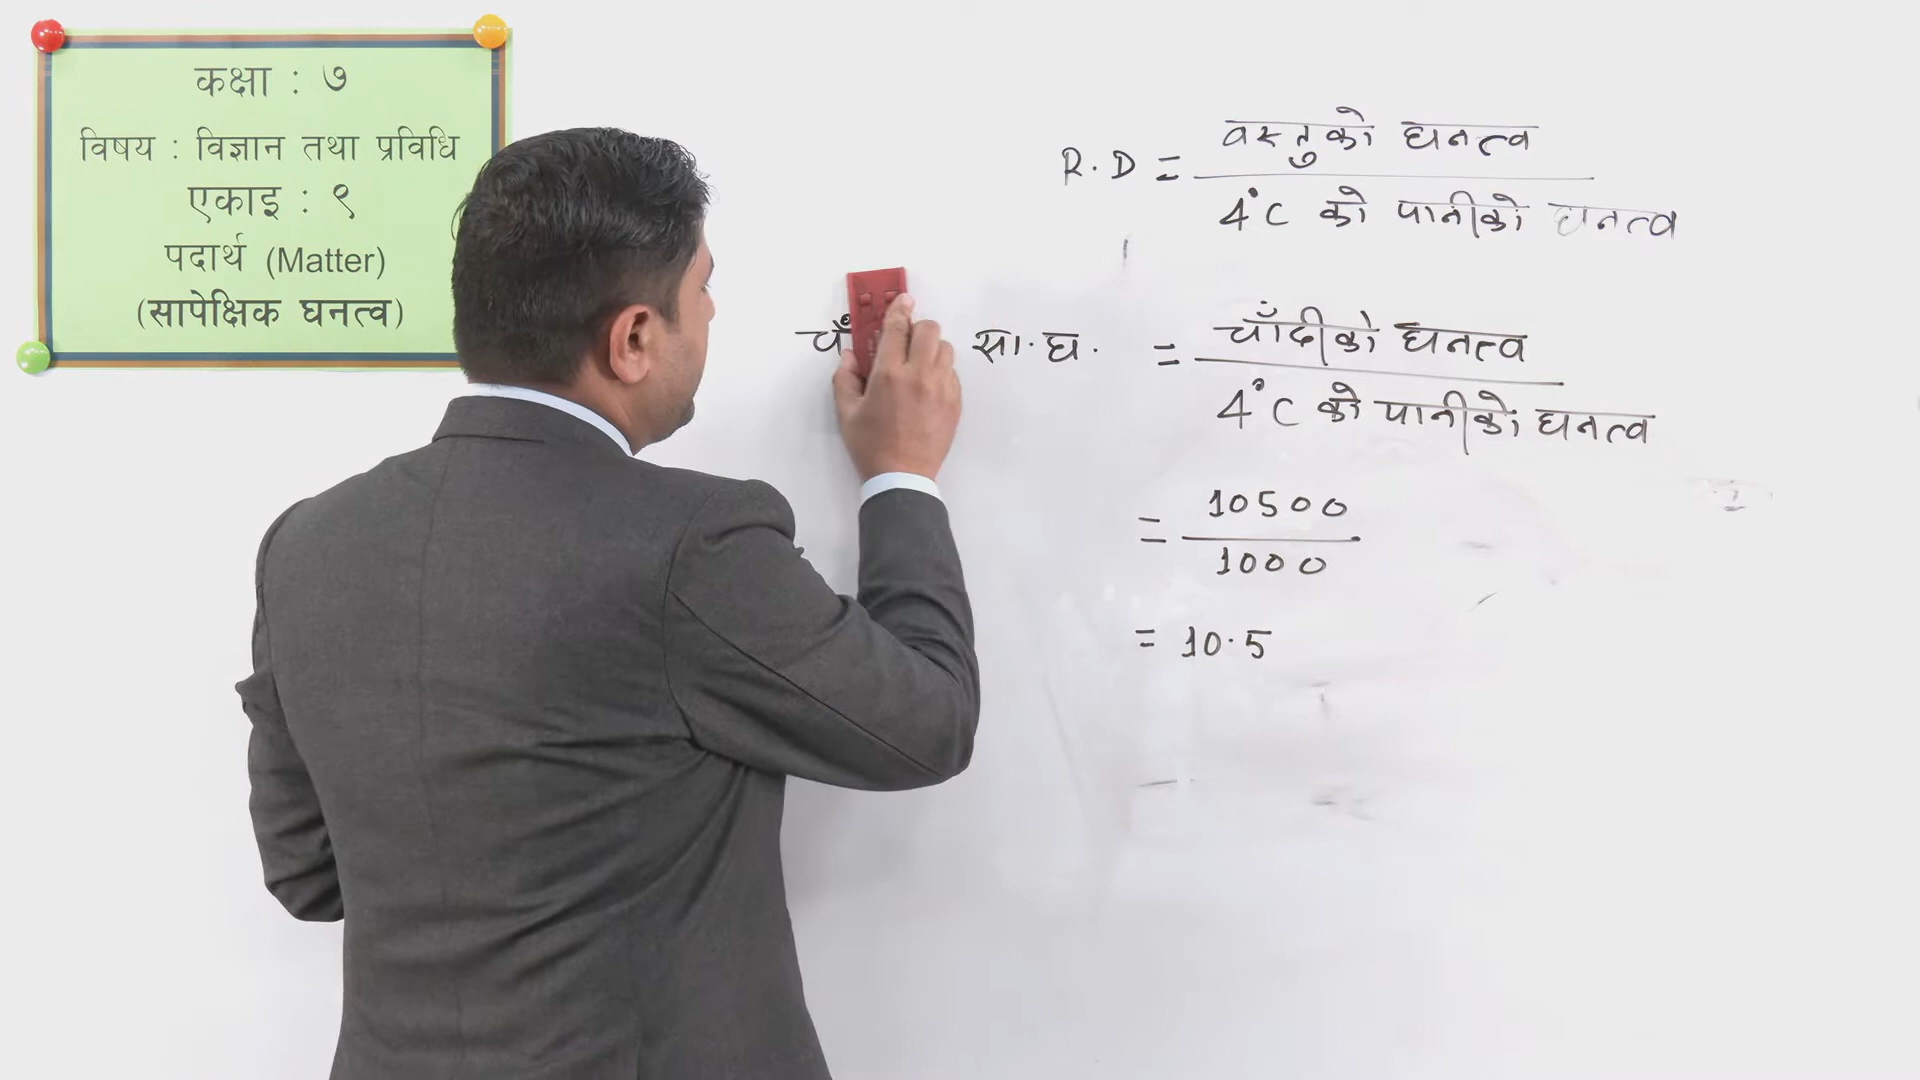 कक्षा : ७
विषय : विज्ञान तथा प्रविधि
एकाइ : ९
पदार्थ (Matter)
(सापेक्षिक घनत्व)
R.D = वस्तुको घनत्व
4°C को पानीको घनत्व
सा.घ. = चाँदीको घनत्व
4°C को पानीको घनत्व
= 10500
1000
= 10.5